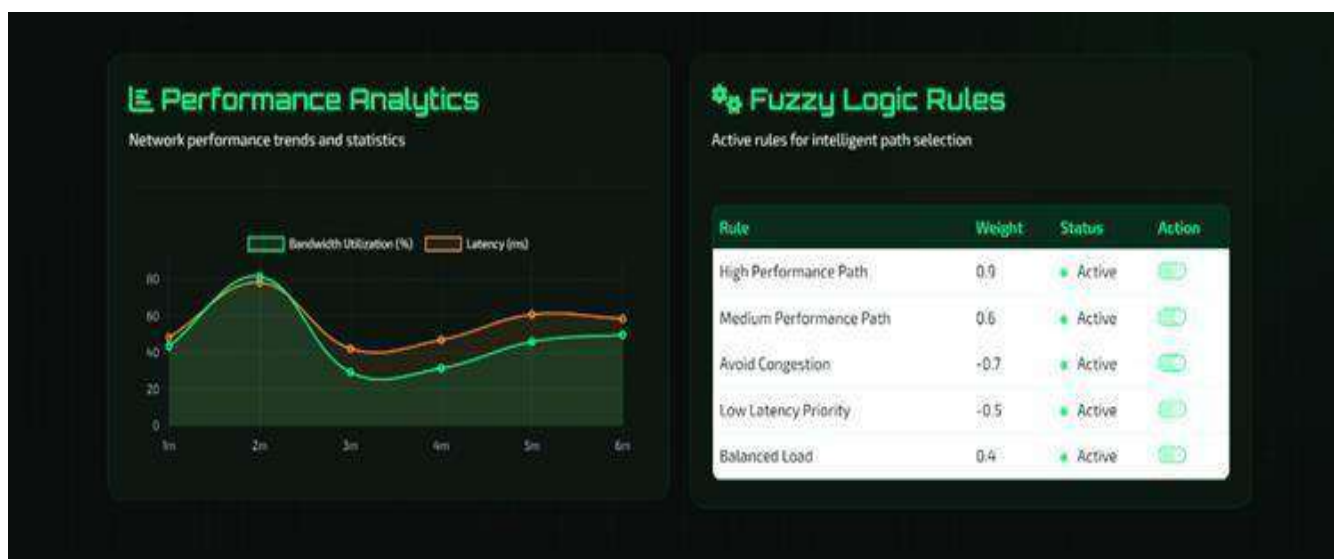 Performance Analytics
Network performance trends and statistics
Bandwidth Utilization (%) Latency (ms)
80
60
40
20
0
1m 2m 3m 4m 5m 6m
Fuzzy Logic Rules
Active rules for intelligent path selection
Rule Weight Status Action
High Performance Path 0.9 Active
Medium Performance Path 0.6 Active
Avoid Congestion -0.7 Active
Low Latency Priority -0.5 Active
Balanced Load 0.4 Active